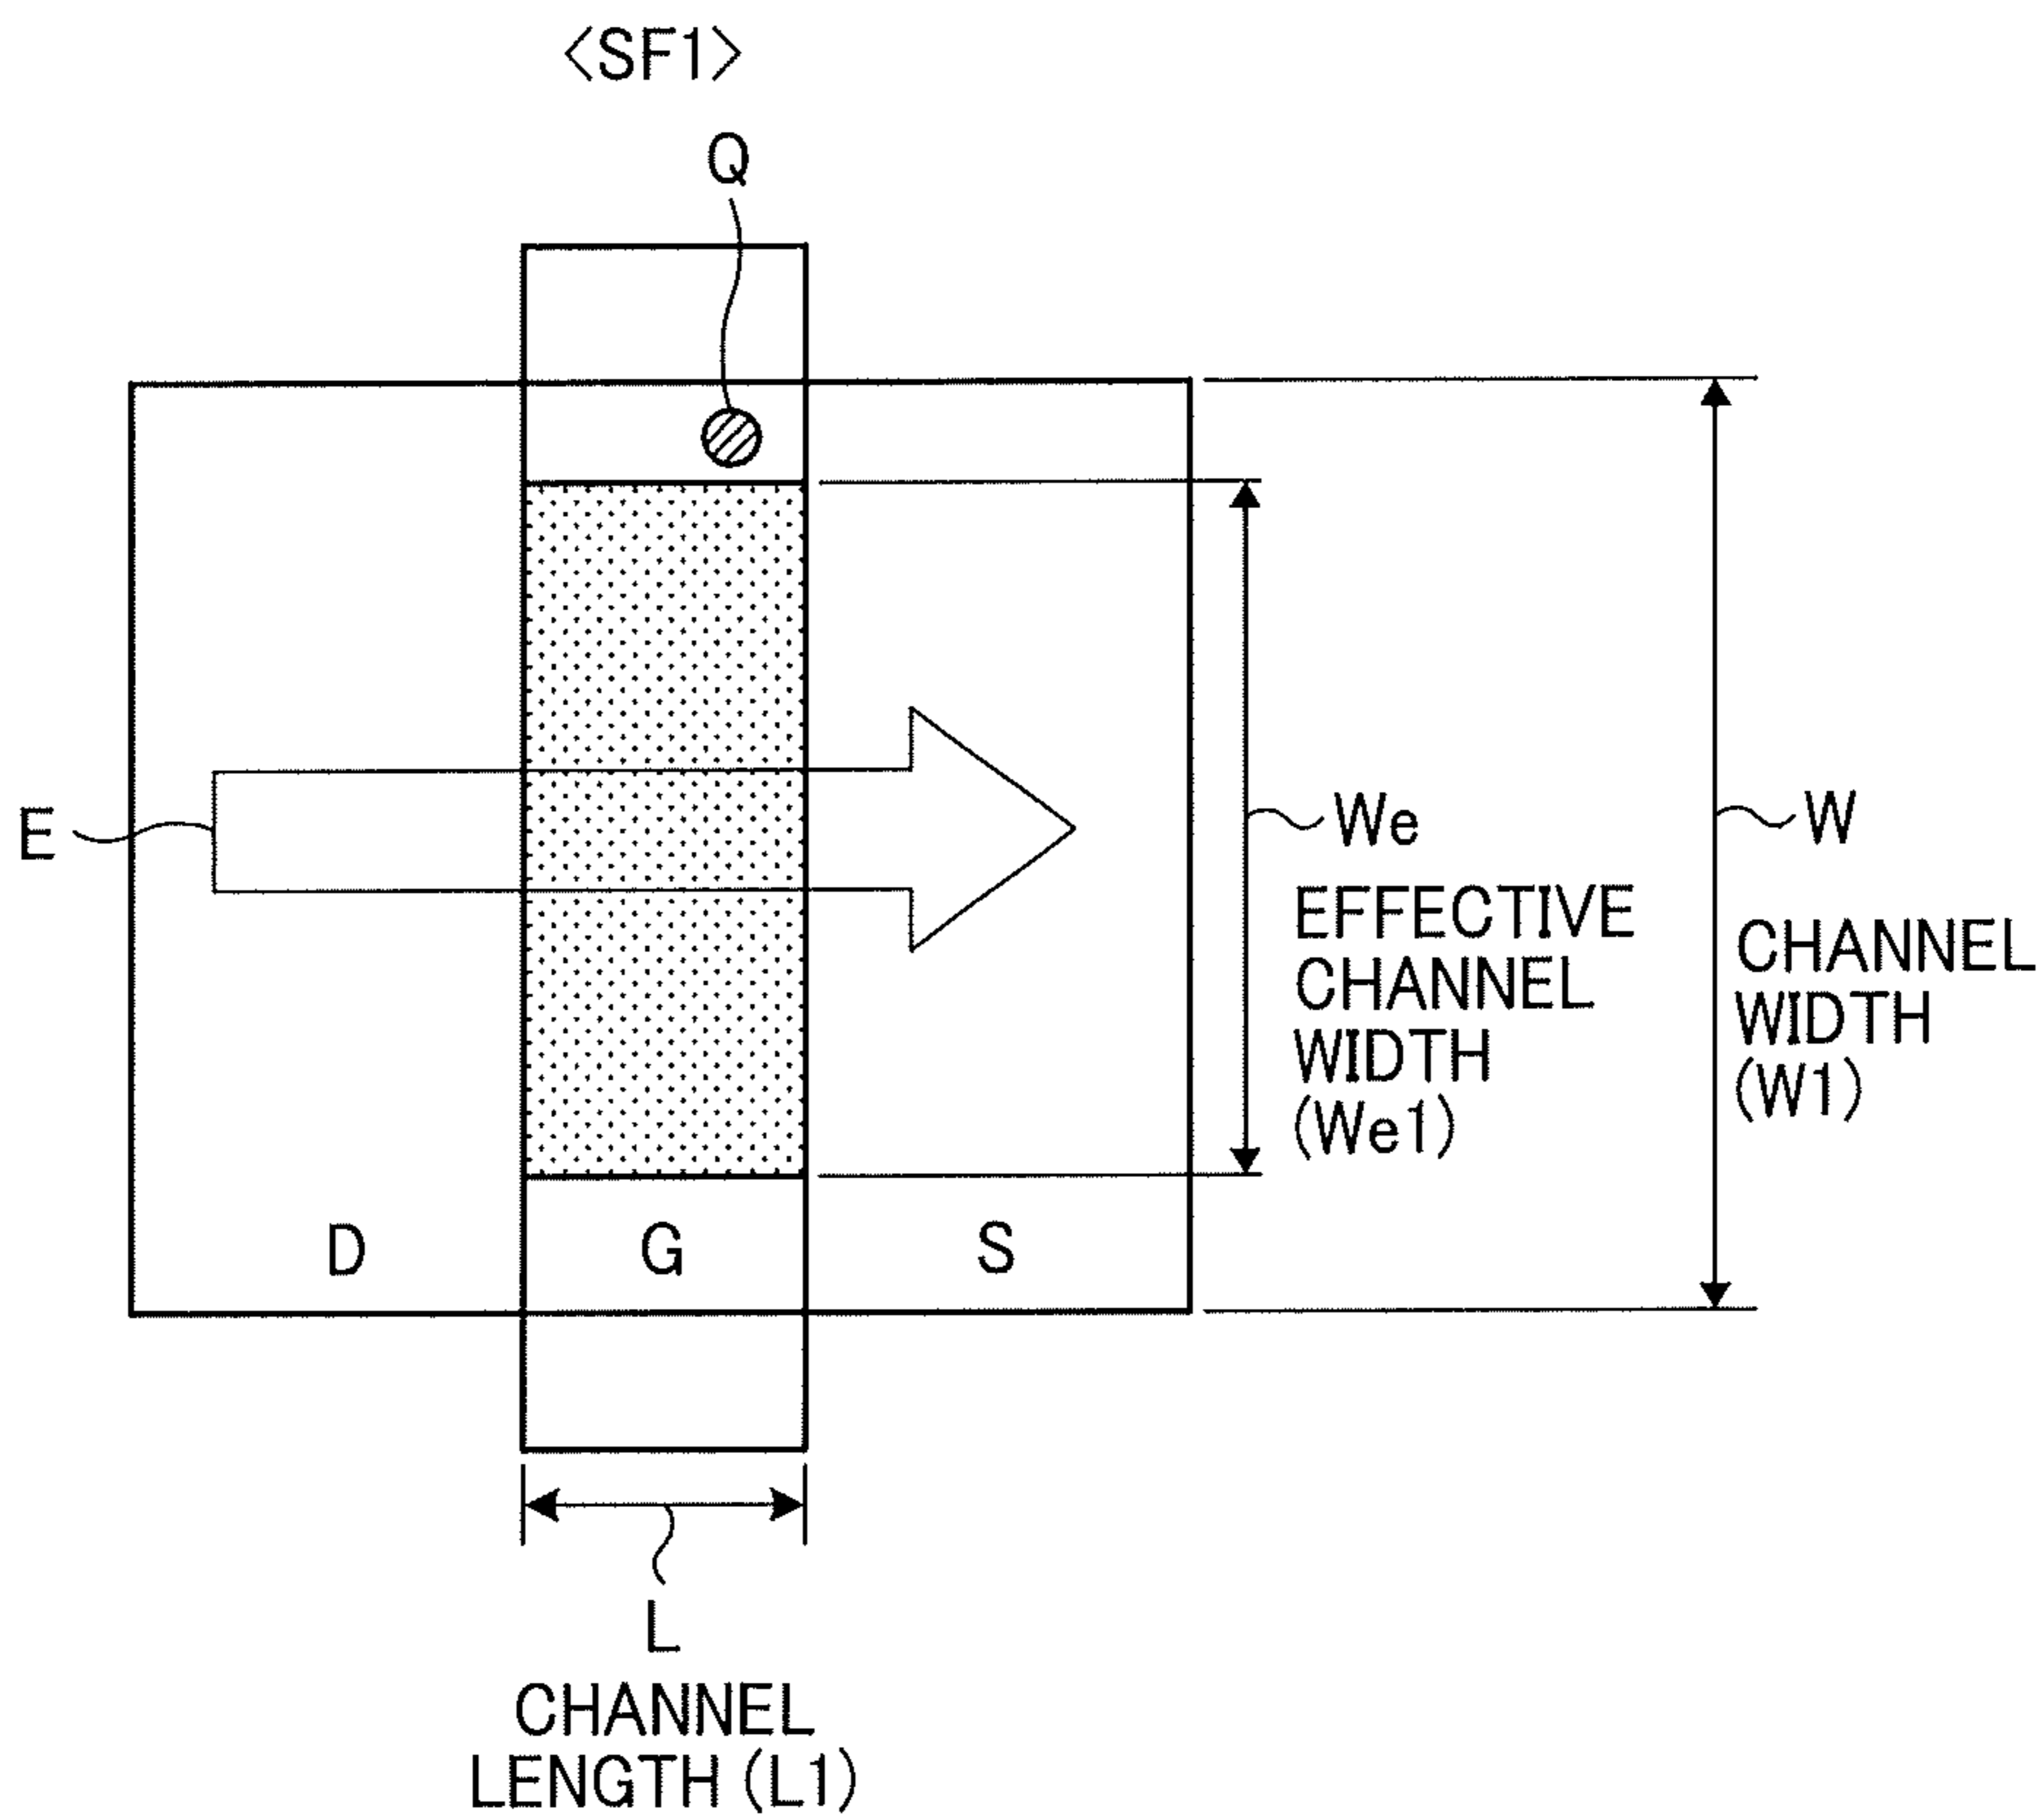 <SF1>
Q
E
We
EFFECTIVE
CHANNEL
WIDTH
(We1)
W
CHANNEL
WIDTH
(W1)
D
G
S
L
CHANNEL
LENGTH (L1)